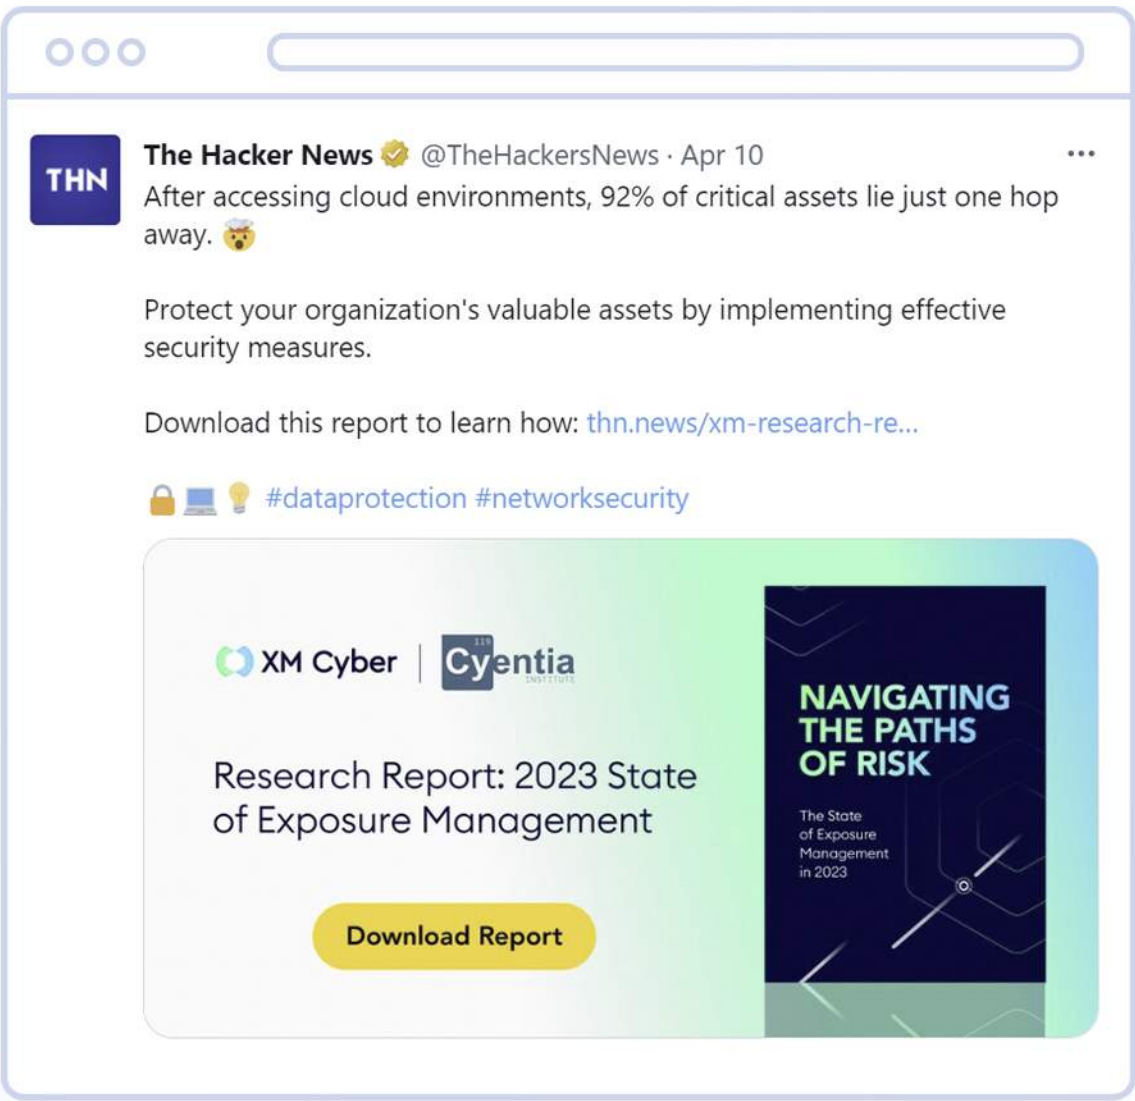 THN
The Hacker News @TheHackersNews · Apr 10
After accessing cloud environments, 92% of critical assets lie just one hop
away. 🤯
Protect your organization's valuable assets by implementing effective
security measures.
Download this report to learn how: thn.news/xm-research-re...
🔒💻💡 #dataprotection #networksecurity
XM Cyber | 119 Cyentia
INSTITUTE
Research Report: 2023 State
of Exposure Management
Download Report
NAVIGATING
THE PATHS
OF RISK
The State
of Exposure
Management
in 2023